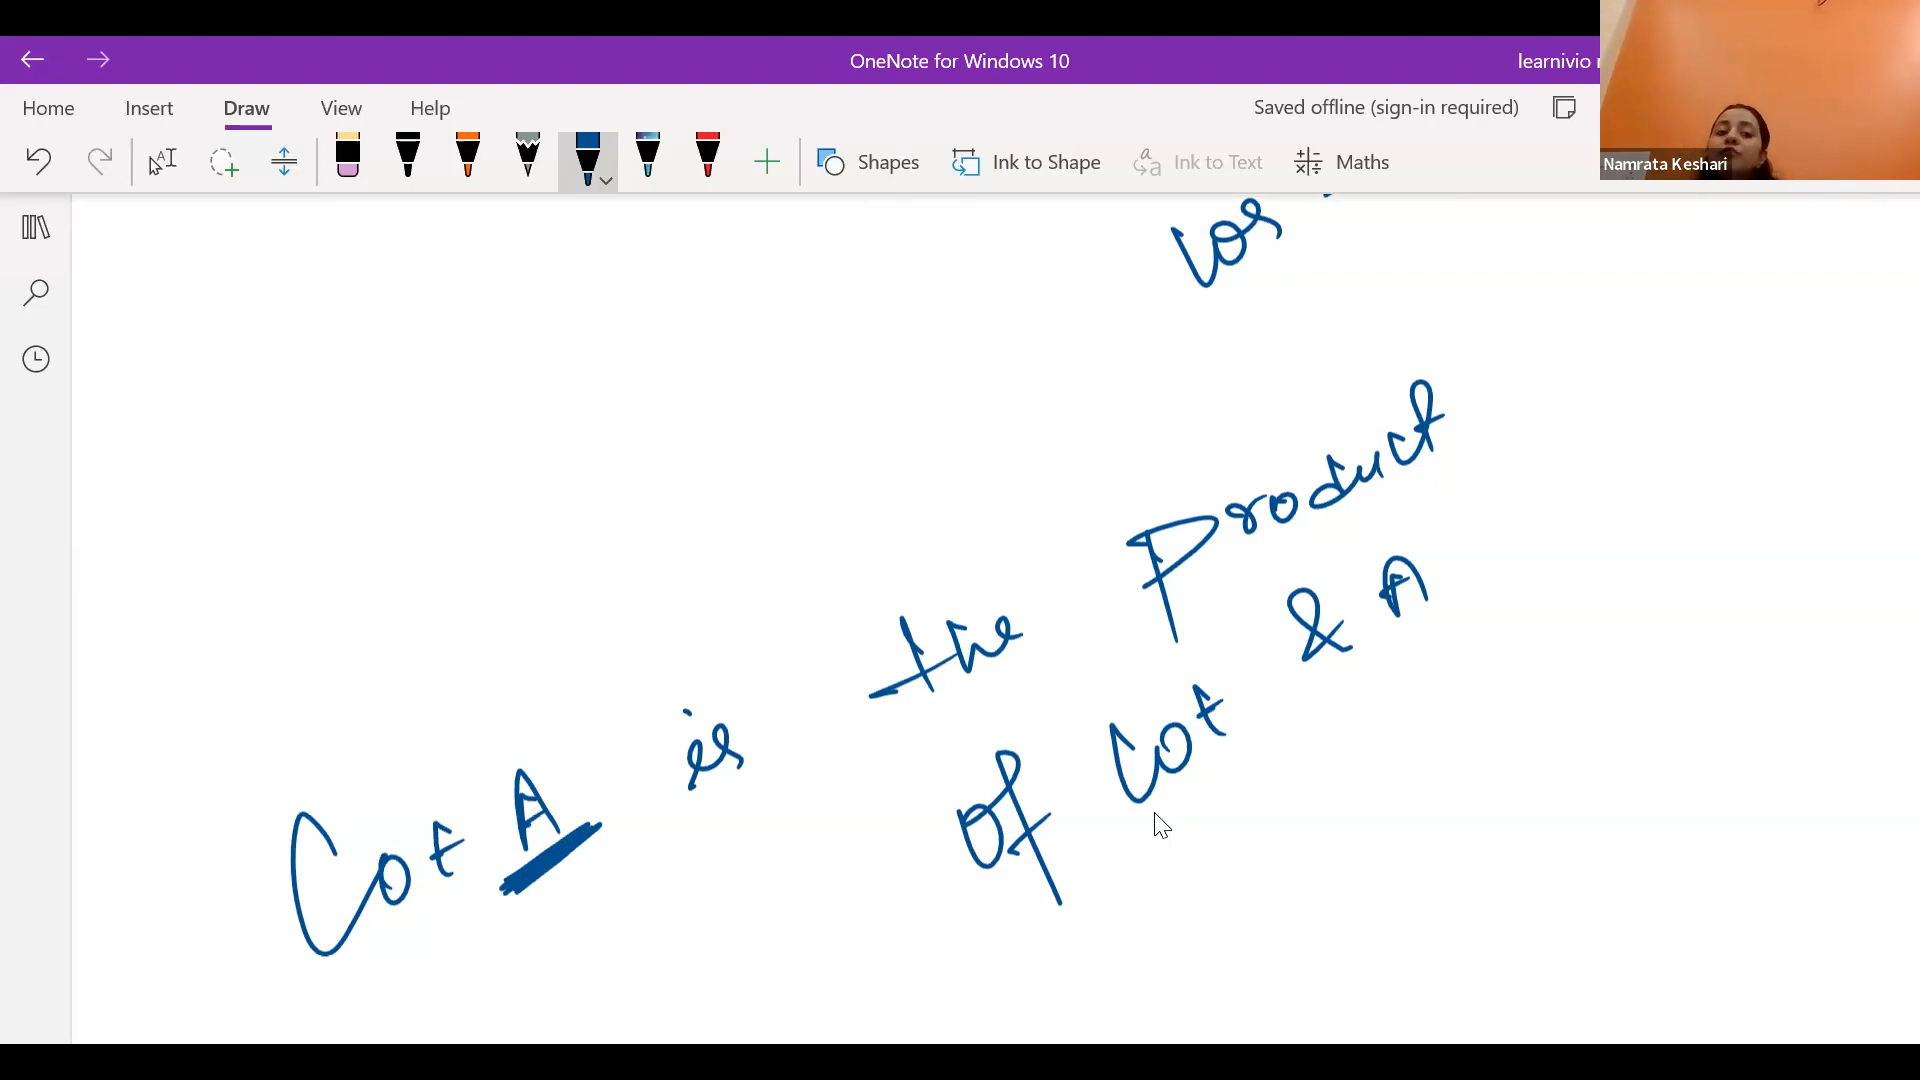 OneNote for Windows 10
learnivio
Home Insert Draw View Help
Saved offline (sign-in required)
Shapes Ink to Shape Ink to Text Maths
Namrata Keshari
Cos
Cot A is the Product
of Cot & A